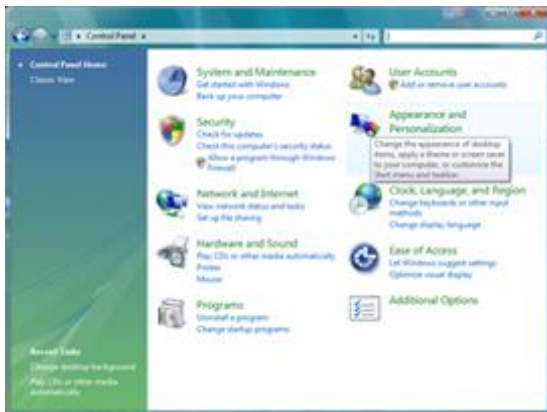 Control Panel
Control Panel Home
Classic View
System and Maintenance
Get started with Windows
Back up your computer
Security
Check for updates
Check this computer's security status
Allow a program through Windows
Firewall
Network and Internet
View network status and tasks
Set up file sharing
Hardware and Sound
Play CDs or other media automatically
Printer
Mouse
Programs
Uninstall a program
Change startup programs
User Accounts
Add or remove user accounts
Appearance and
Personalization
Change the appearance of desktop
items, apply a theme or screen saver
to your computer, or customize the
Start menu and taskbar.
Clock, Language, and Region
Change keyboards or other input
methods
Change display language
Ease of Access
Let Windows suggest settings
Optimize visual display
Additional Options
Recent Tasks
Change desktop background
Play CDs or other media
automatically